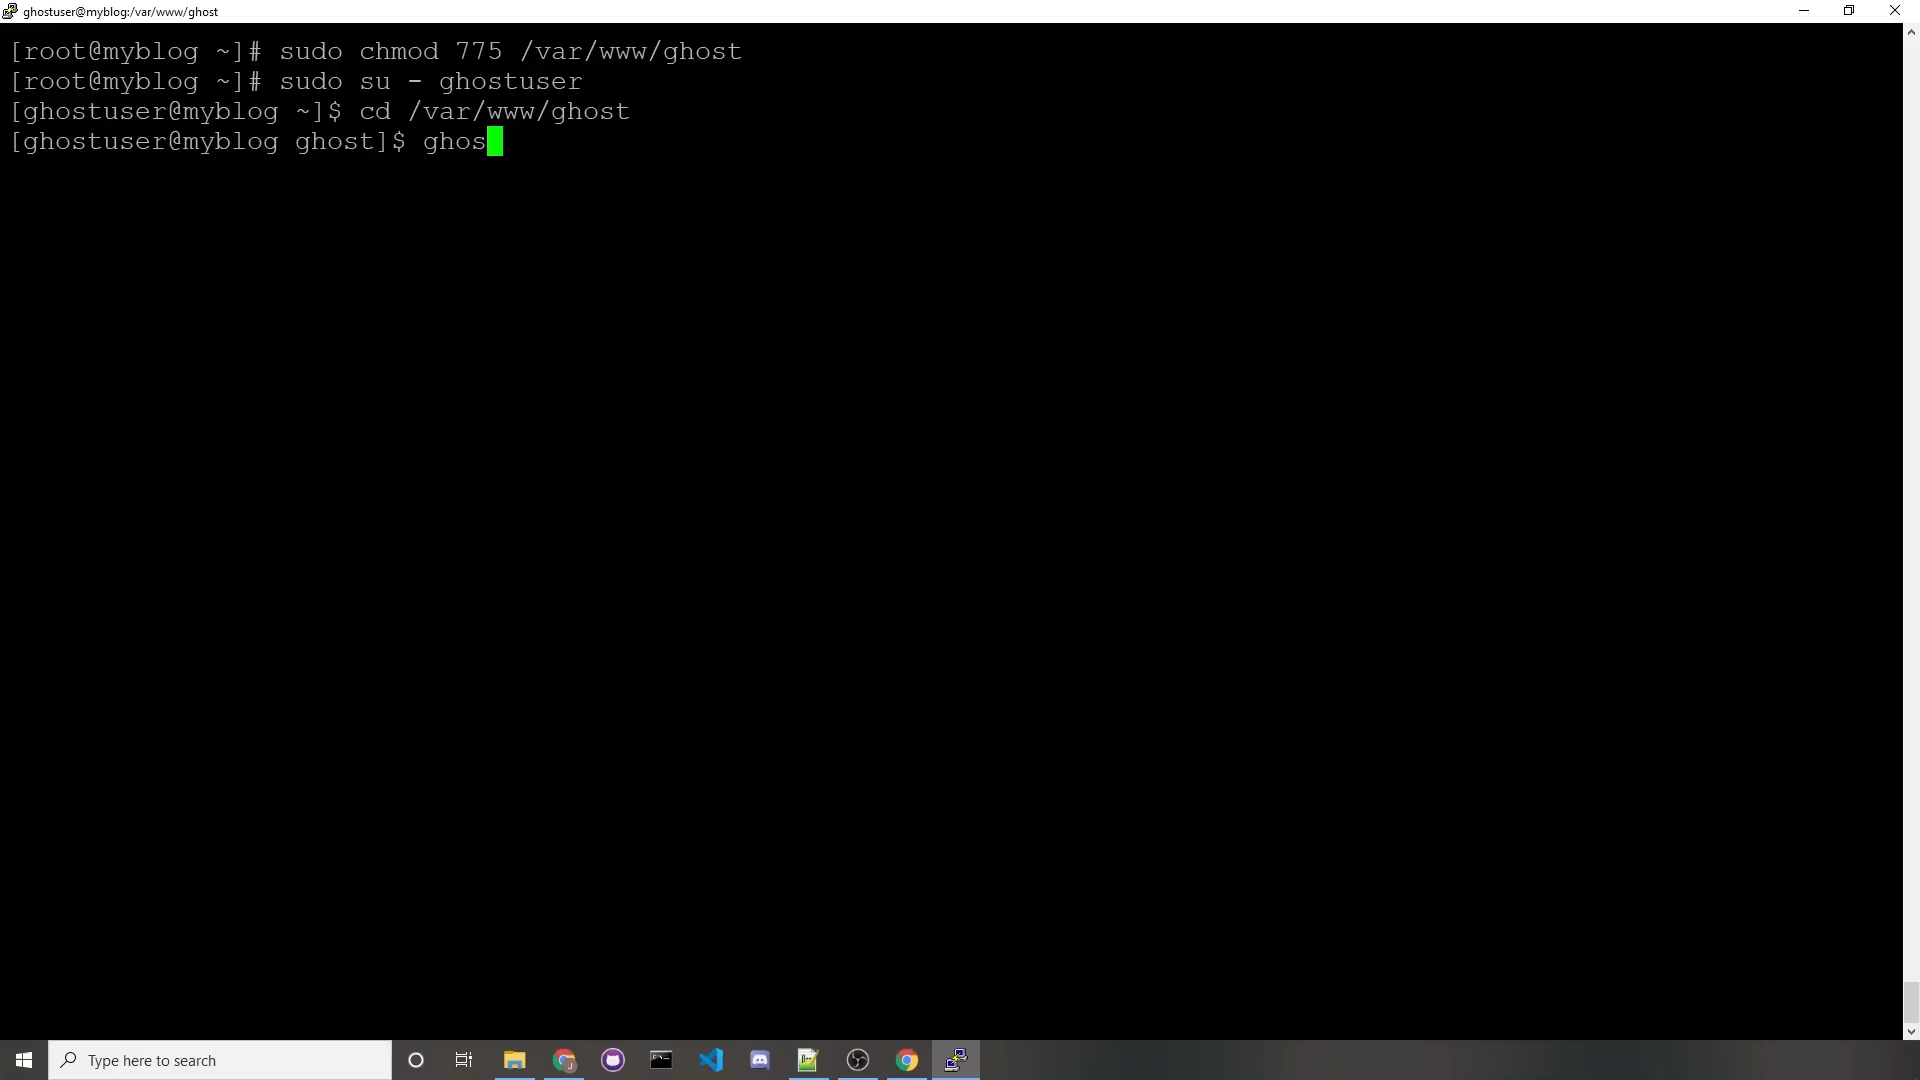 ghostuser@myblog:/var/www/ghost
[root@myblog ~]# sudo chmod 775 /var/www/ghost
[root@myblog ~]# sudo su - ghostuser
[ghostuser@myblog ~]$ cd /var/www/ghost
[ghostuser@myblog ghost]$ ghos
Type here to search